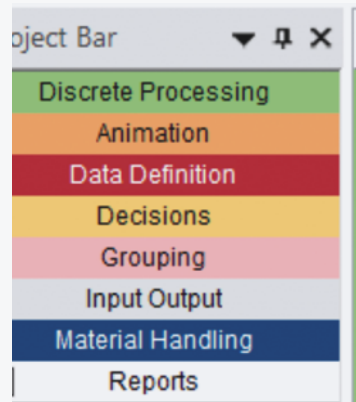 oject Bar
Discrete Processing
Animation
Data Definition
Decisions
Grouping
Input Output
Material Handling
Reports